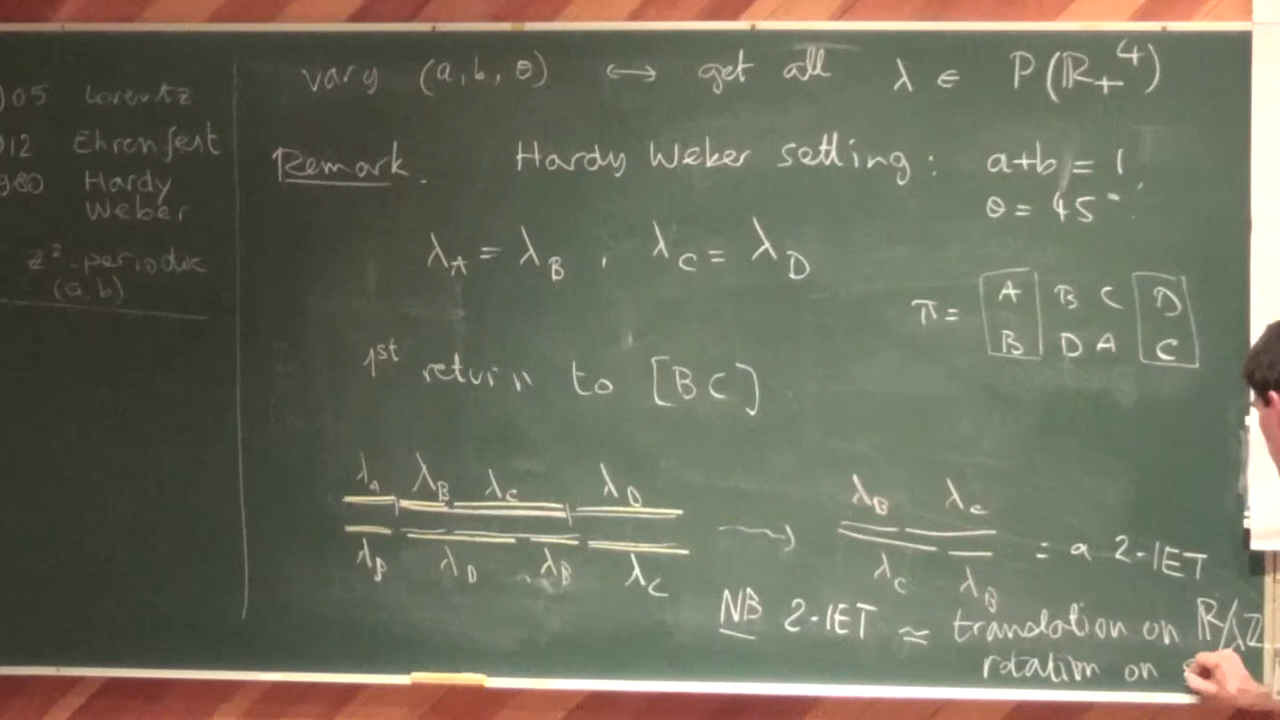 )05 Lorentz
)12 Ehrenfest
980 Hardy
Weber
Z²-periodic
(a,b)
vary (a,b,θ) ↔ get all λ ∈ P(ℝ₊⁴)
Remark. Hardy Weber setting: a+b = 1
θ = 45°
λ_A = λ_B , λ_C = λ_D
π = A B C D
B D A C
1st return to [BC]
λ_A λ_B λ_C λ_D
λ_B λ_D λ_B λ_C
→ λ_B λ_C
λ_C λ_B
= a 2-IET
NB 2-IET ≃ translation on ℝ/λℤ
rotation on